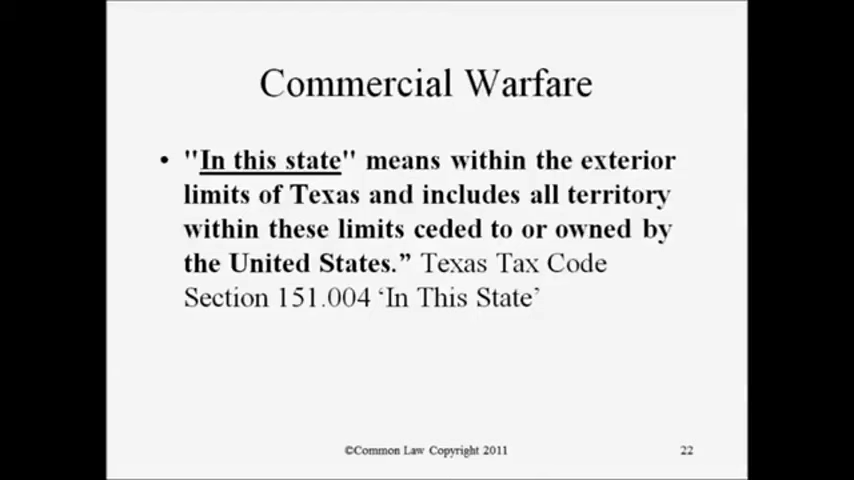 Commercial Warfare
• "In this state" means within the exterior
limits of Texas and includes all territory
within these limits ceded to or owned by
the United States.” Texas Tax Code
Section 151.004 ‘In This State’
©Common Law Copyright 2011
22